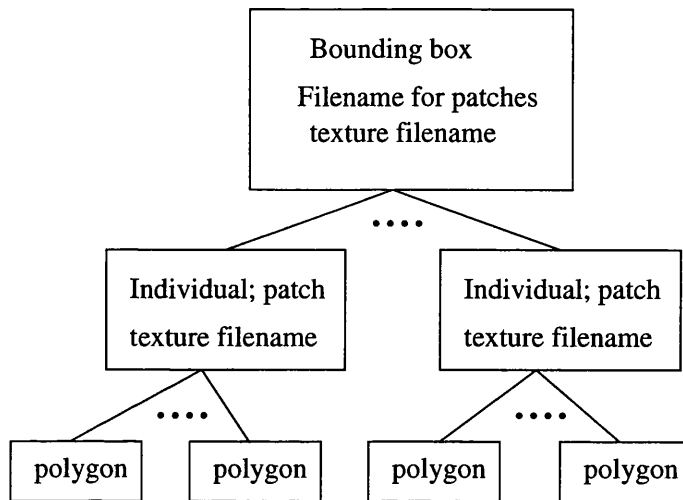 Bounding box
Filename for patches
texture filename
Individual; patch
texture filename
Individual; patch
texture filename
polygon
polygon
polygon
polygon